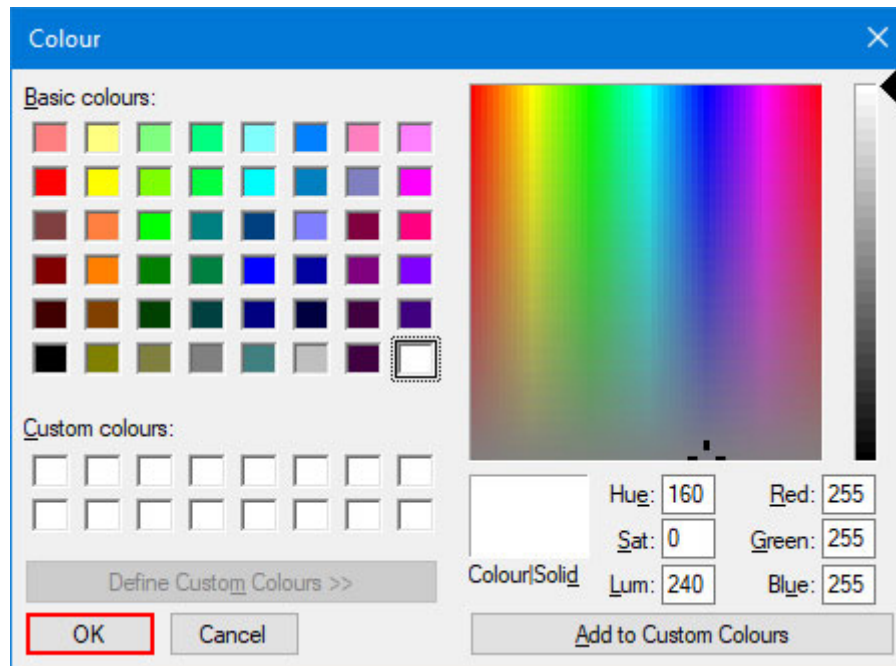 Colour
Basic colours:
Custom colours:
Define Custom Colours >>
OK Cancel
Colour|Solid
Hue: 160 Red: 255
Sat: 0 Green: 255
Lum: 240 Blue: 255
Add to Custom Colours